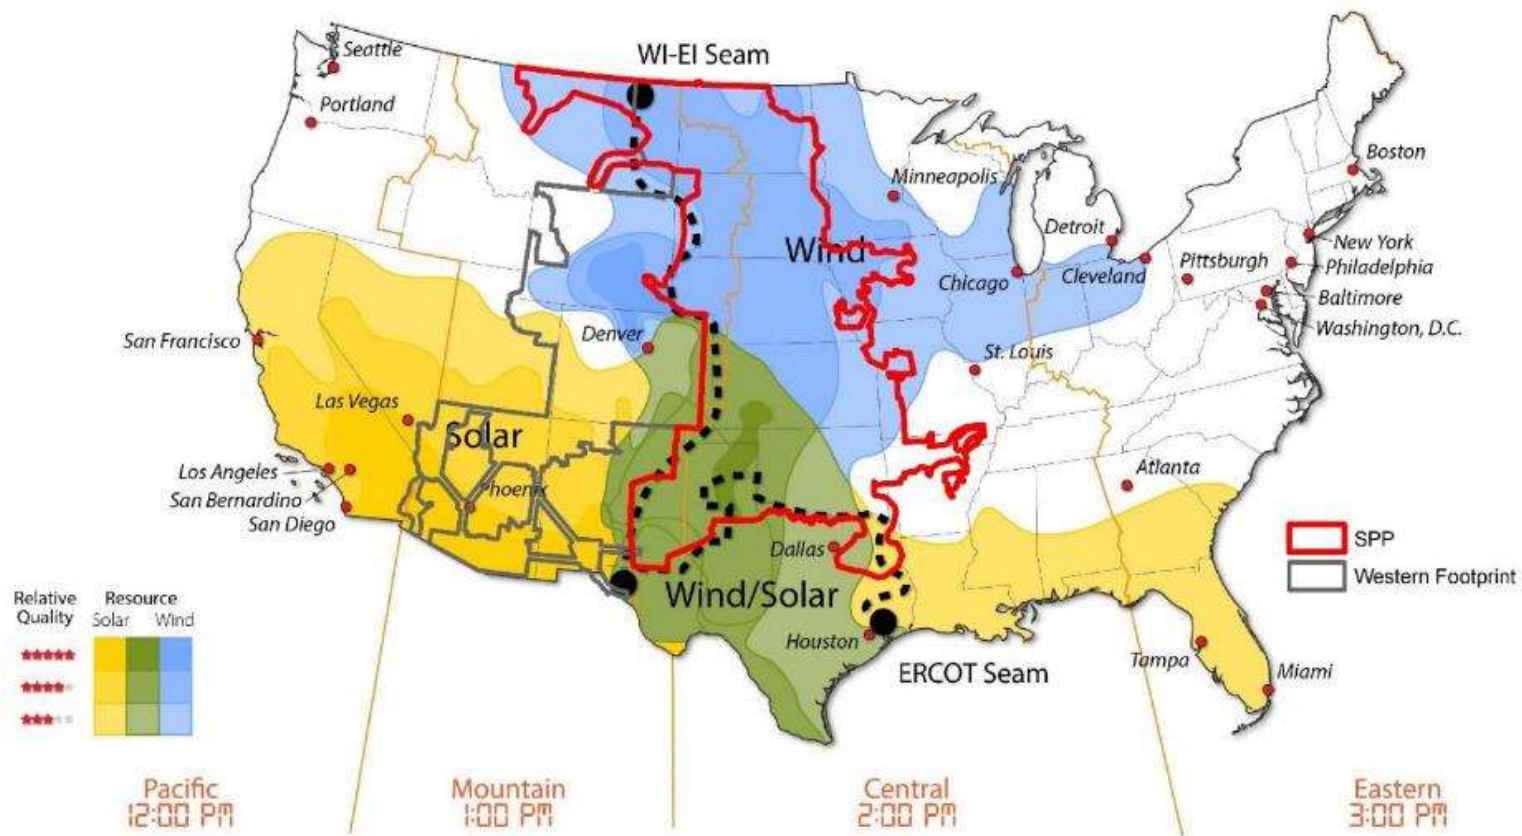 WI-EI Seam
Seattle
Portland
Boston
Minneapolis
Detroit
New York
Wind
Pittsburgh
Philadelphia
Cleveland
Chicago
Baltimore
Washington, D.C.
Denver
San Francisco
St. Louis
Las Vegas
Solar
Los Angeles
Atlanta
Phoenix
San Bernardino
San Diego
SPP
Dallas
Western Footprint
Wind/Solar
Relative
Quality
Resource
Solar
Wind
Houston
ERCOT Seam
Tampa
Miami
Pacific
12:00 PM
Mountain
1:00 PM
Central
2:00 PM
Eastern
3:00 PM